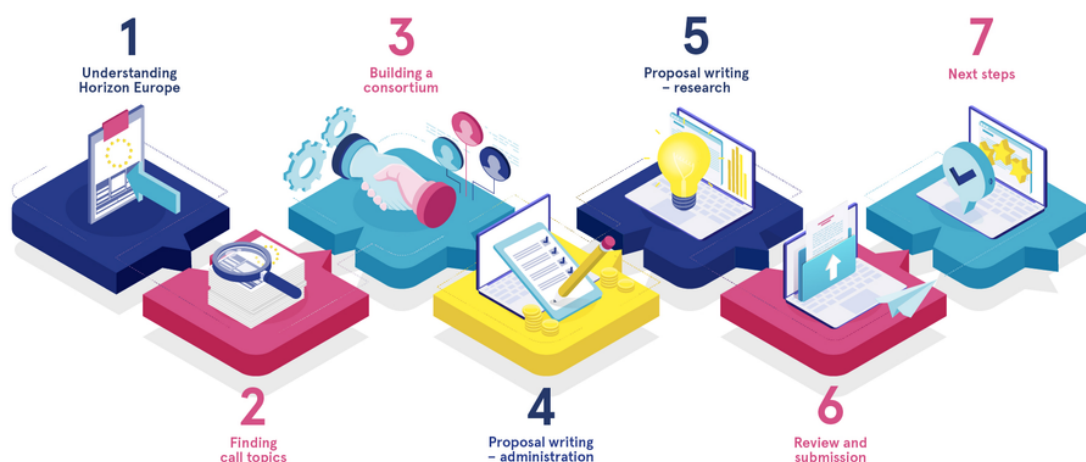 1
Understanding
Horizon Europe
2
Finding
call topics
3
Building a
consortium
4
Proposal writing
– administration
5
Proposal writing
– research
6
Review and
submission
7
Next steps